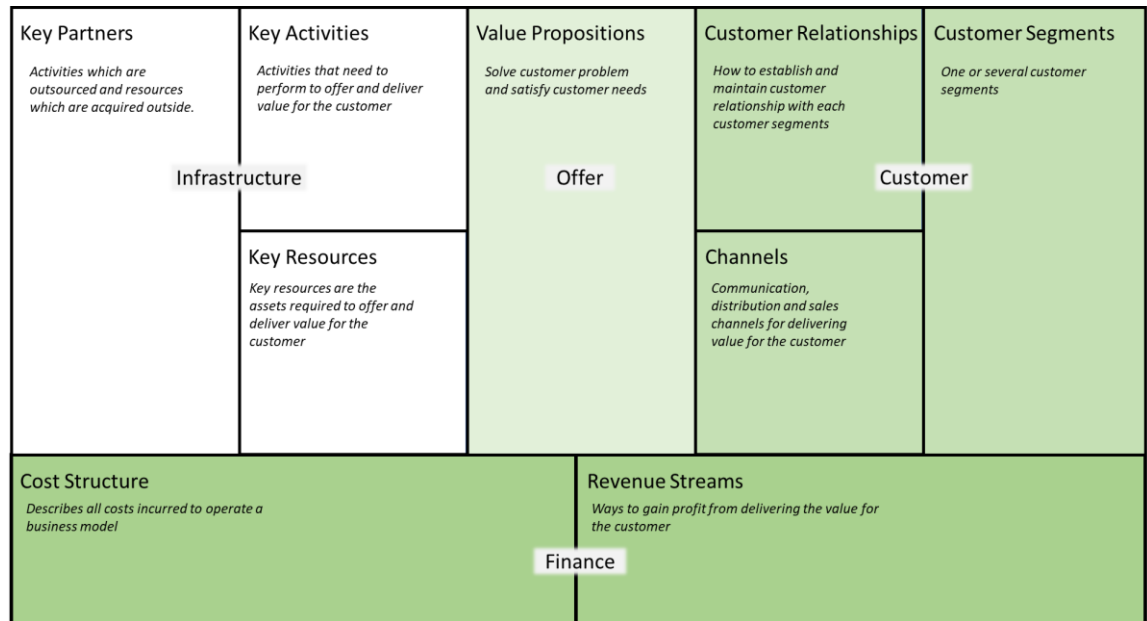 Key Partners
Activities which are
outsourced and resources
which are acquired outside.
Key Activities
Activities that need to
perform to offer and deliver
value for the customer
Infrastructure
Key Resources
Key resources are the
assets required to offer and
deliver value for the
customer
Value Propositions
Solve customer problem
and satisfy customer needs
Offer
Customer Relationships
How to establish and
maintain customer
relationship with each
customer segments
Customer Segments
One or several customer
segments
Customer
Channels
Communication,
distribution and sales
channels for delivering
value for the customer
Cost Structure
Describes all costs incurred to operate a
business model
Revenue Streams
Ways to gain profit from delivering the value for
the customer
Finance